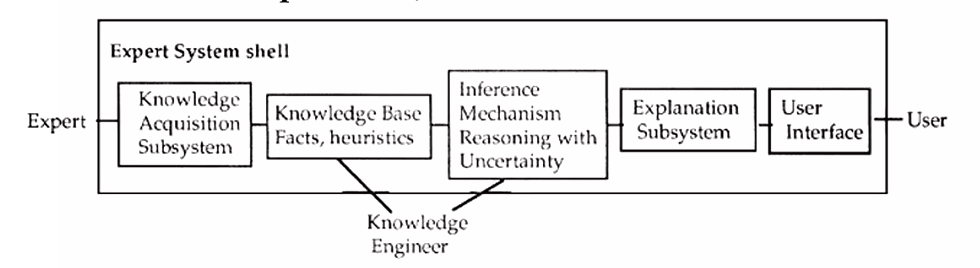 Expert System shell
Expert
Knowledge
Acquisition
Subsystem
Knowledge Base
Facts, heuristics
Inference
Mechanism
Reasoning with
Uncertainty
Explanation
Subsystem
User
Interface
User
Knowledge
Engineer